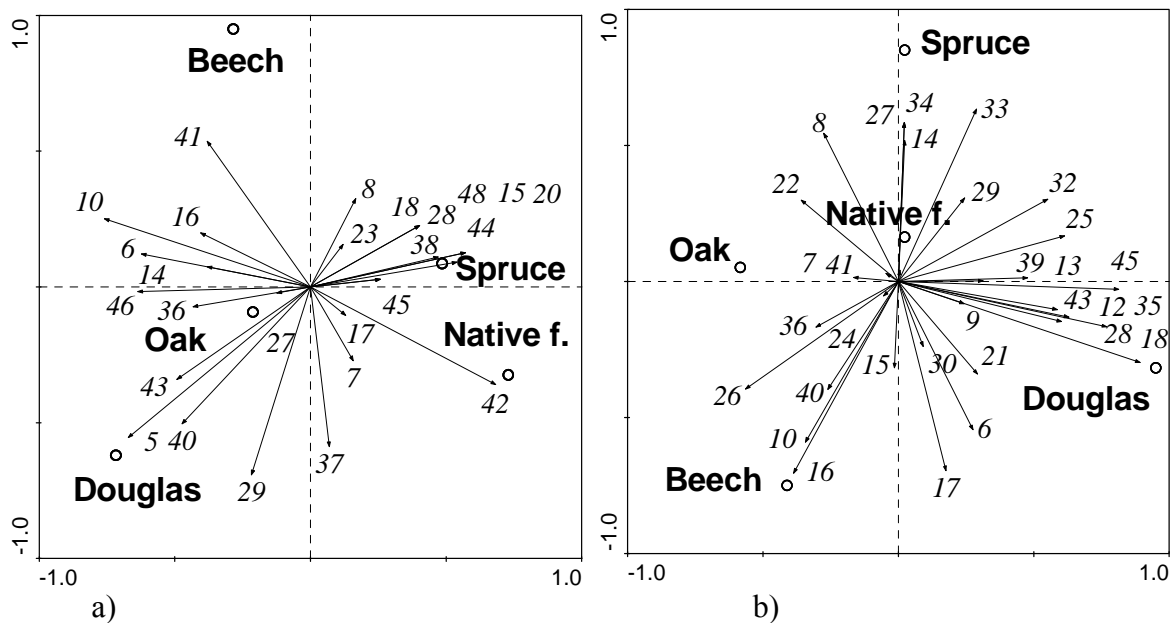 1.0
Beech
41
10
16
6
14
46
36
Oak
27
43
5 40
Douglas
29
8
18 28 48 15 20
23
38 44
Spruce
45
17
Native f.
7
42
37
-1.0
-1.0 1.0
a)
1.0
Spruce
27 34 33
8
14
22
29 32
Native f.
25
Oak
7 41
39 13 45
43 12 35
9
28 18
36
24
15 30 21
Douglas
26
40
6
10
Beech
16
17
-1.0
-1.0 1.0
b)